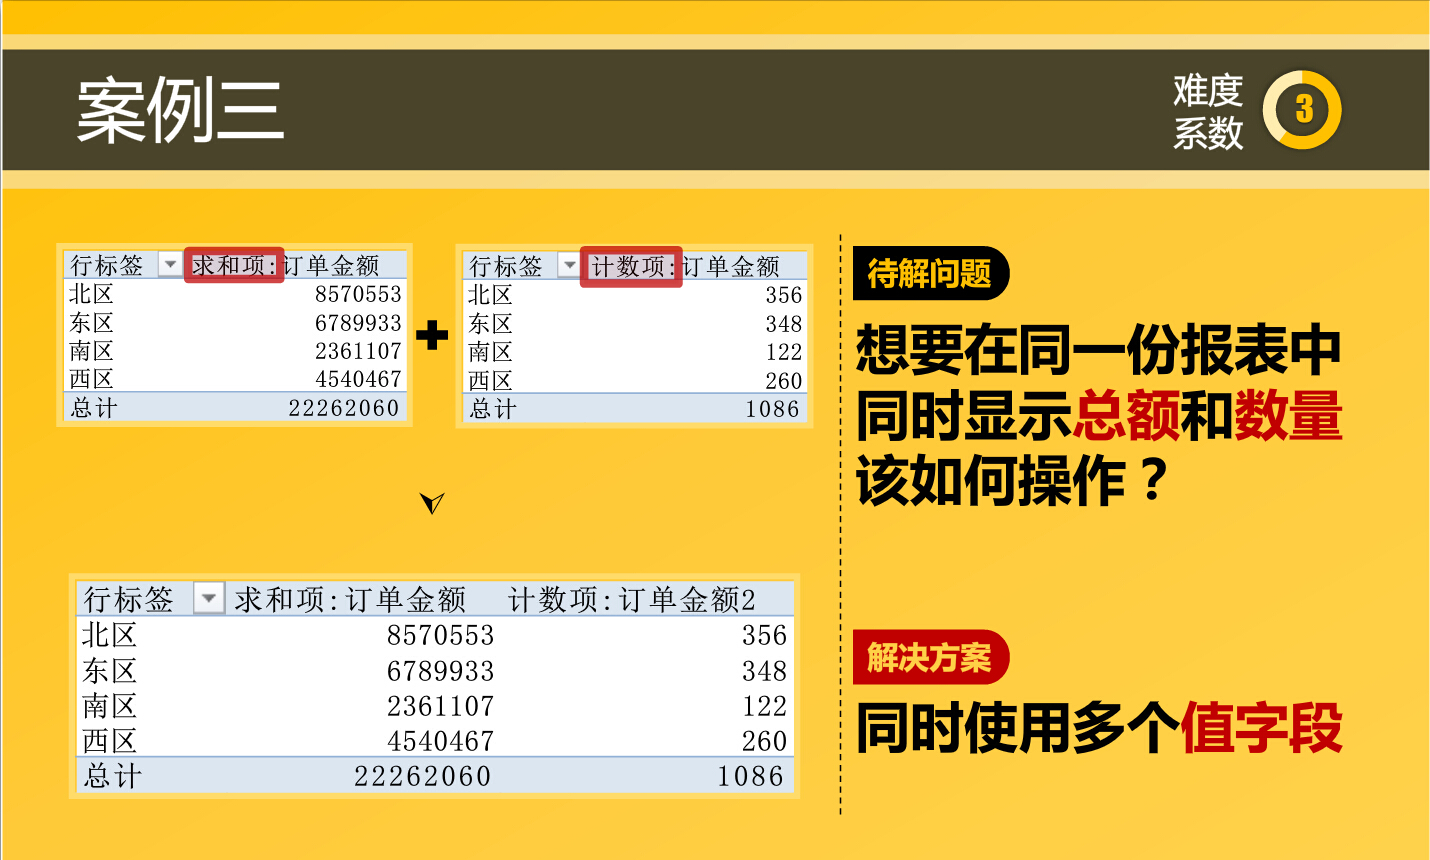 案例三
难度
系数
3
行标签 求和项:订单金额
北区 8570553
东区 6789933
南区 2361107
西区 4540467
总计 22262060
行标签 计数项:订单金额
北区 356
东区 348
南区 122
西区 260
总计 1086
行标签 求和项:订单金额 计数项:订单金额2
北区 8570553 356
东区 6789933 348
南区 2361107 122
西区 4540467 260
总计 22262060 1086
待解问题
想要在同一份报表中
同时显示总额和数量
该如何操作？
解决方案
同时使用多个值字段